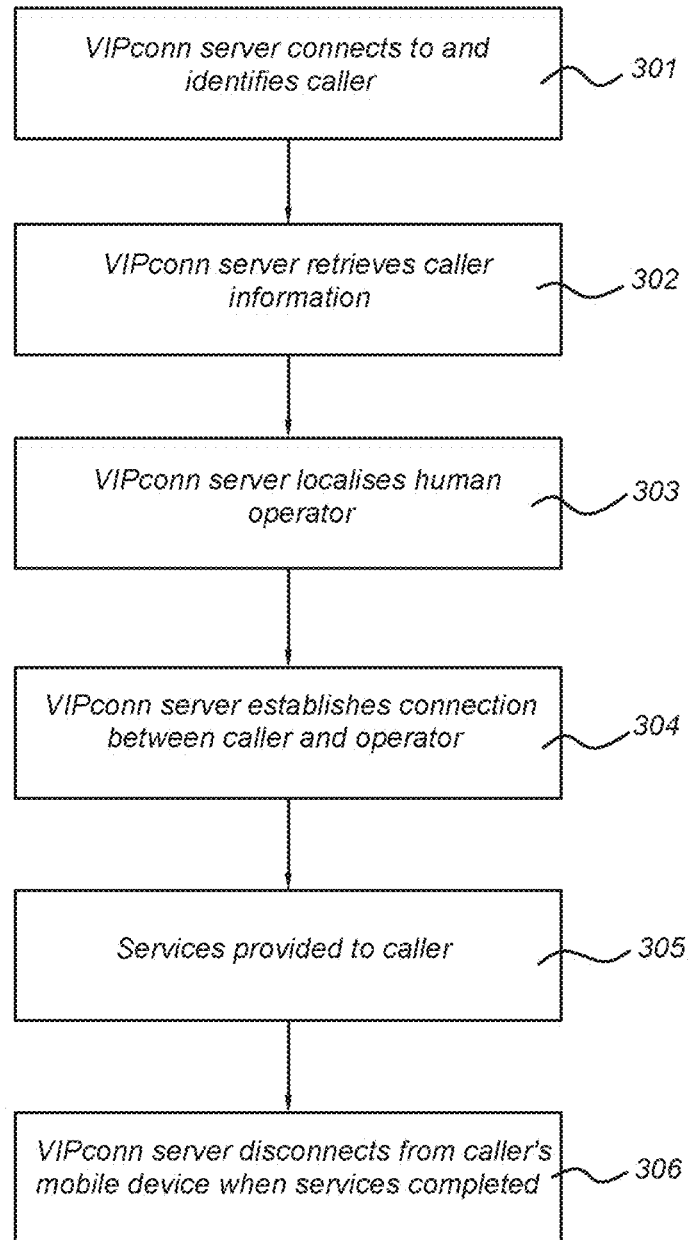 VIPconn server connects to and
identifies caller
301
VIPconn server retrieves caller
information
302
VIPconn server localises human
operator
303
VIPconn server establishes connection
between caller and operator
304
Services provided to caller
305
VIPconn server disconnects from caller's
mobile device when services completed
306